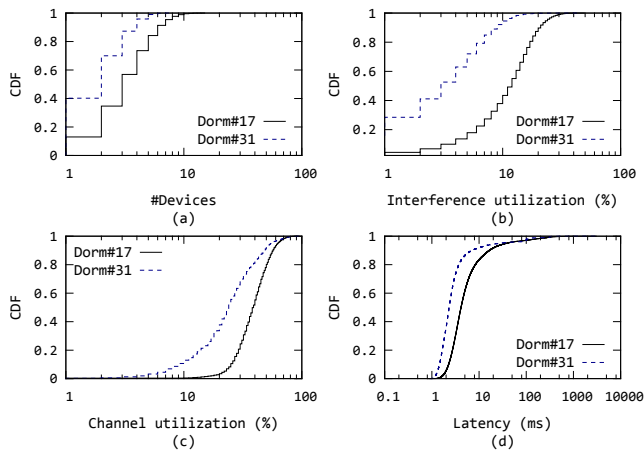 1
0.8
0.6
0.4
0.2
0
CDF
Dorm#17
Dorm#31
1 10 100
#Devices
(a)
1
0.8
0.6
0.4
0.2
CDF
Dorm#17
Dorm#31
1 10 100
Interference utilization (%)
(b)
1
0.8
0.6
0.4
0.2
0
CDF
Dorm#17
Dorm#31
1 10 100
Channel utilization (%)
(c)
1
0.8
0.6
0.4
0.2
0
CDF
Dorm#17
Dorm#31
0.1 1 10 100 1000 10000
Latency (ms)
(d)